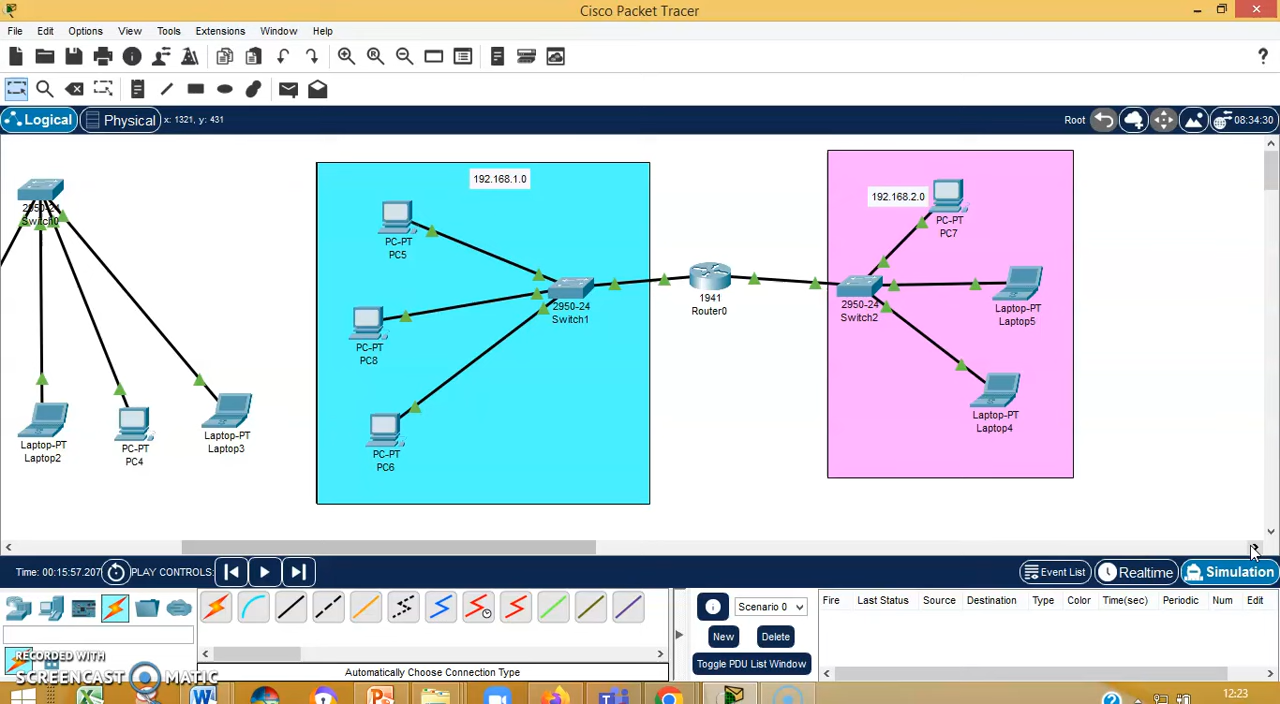 Cisco Packet Tracer
File Edit Options View Tools Extensions Window Help
Logical Physical x: 1321, y: 431 Root 08:34:30
2950-24
Switch0
Laptop-PT
Laptop2
PC-PT
PC4
Laptop-PT
Laptop3
192.168.1.0
PC-PT
PC5
PC-PT
PC8
PC-PT
PC6
2950-24
Switch1
1941
Router0
192.168.2.0
PC-PT
PC7
2950-24
Switch2
Laptop-PT
Laptop5
Laptop-PT
Laptop4
Time: 00:15:57.207 PLAY CONTROLS: Event List Realtime Simulation
Scenario 0
New Delete
Toggle PDU List Window
Fire Last Status Source Destination Type Color Time(sec) Periodic Num Edit
Automatically Choose Connection Type
RECORDED WITH
SCREENCAST MATIC
12:23